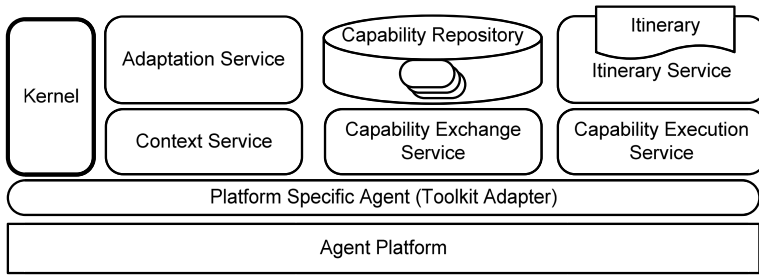 Kernel
Adaptation Service
Capability Repository
Itinerary
Itinerary Service
Context Service
Capability Exchange
Service
Capability Execution
Service
Platform Specific Agent (Toolkit Adapter)
Agent Platform